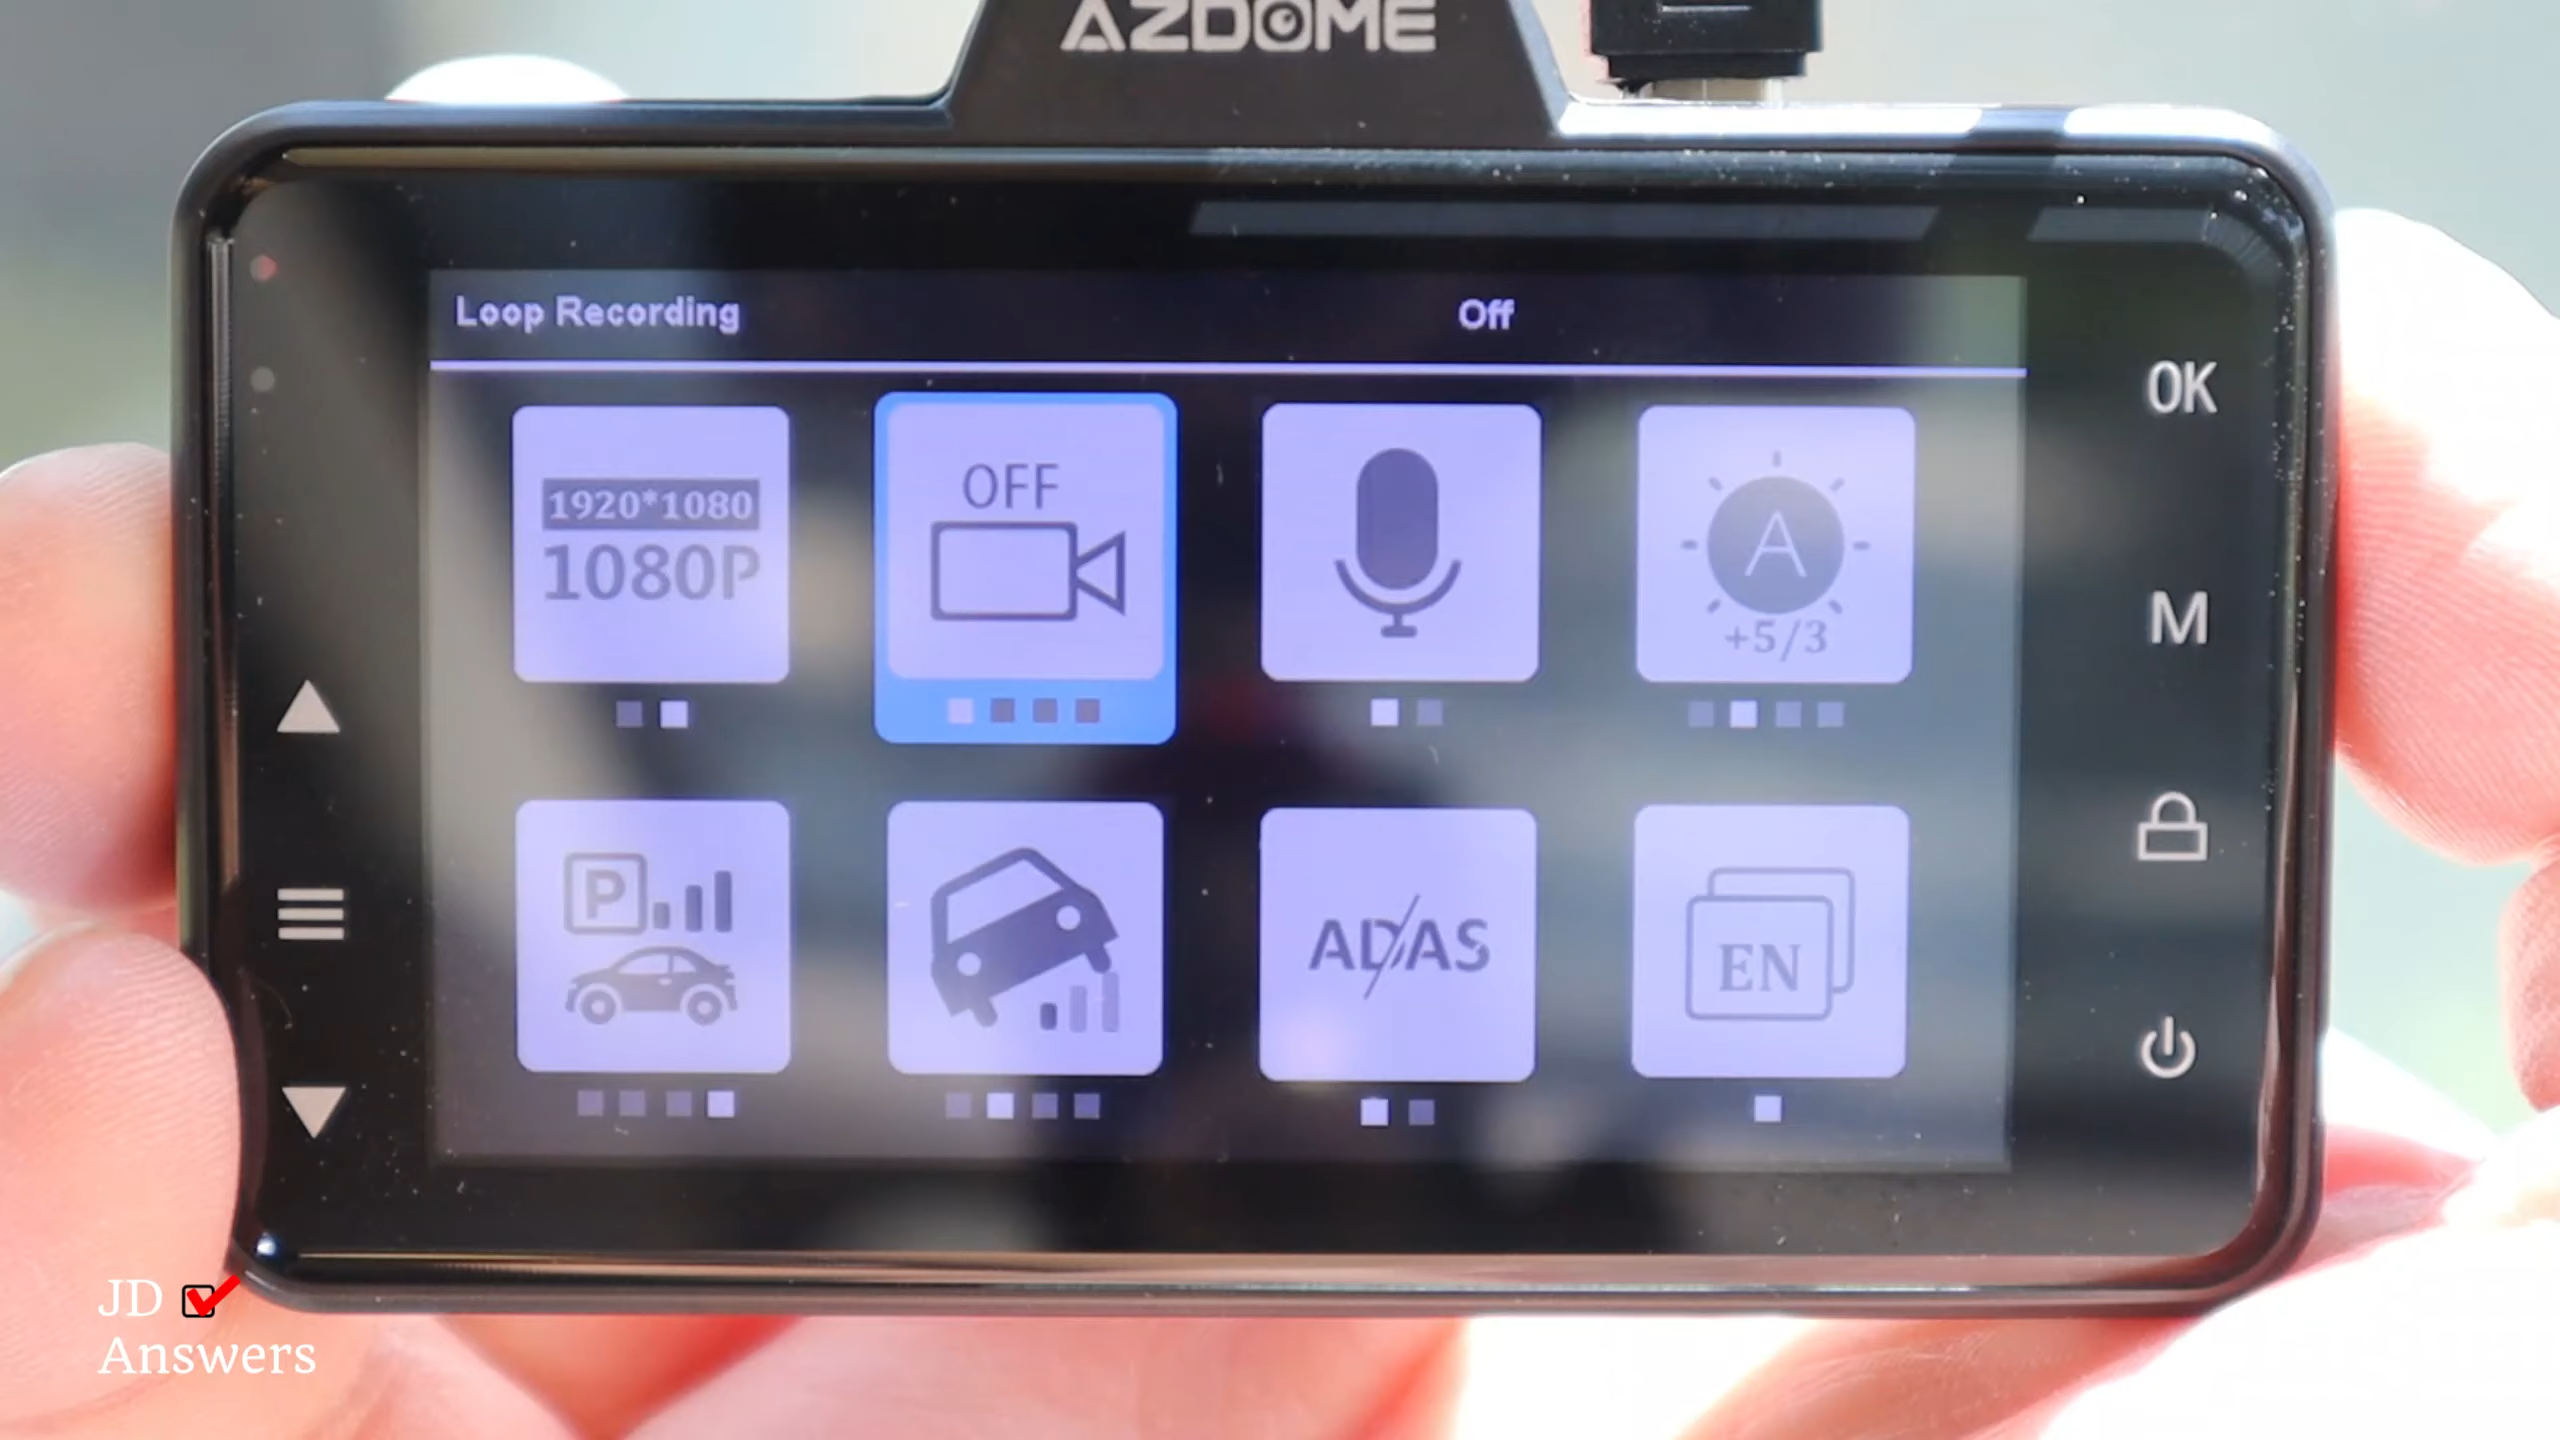 AZDOME
Loop Recording Off
OK
1920*1080
1080P
OFF
A
+5/3
M
P
ADAS
EN
JD
Answers